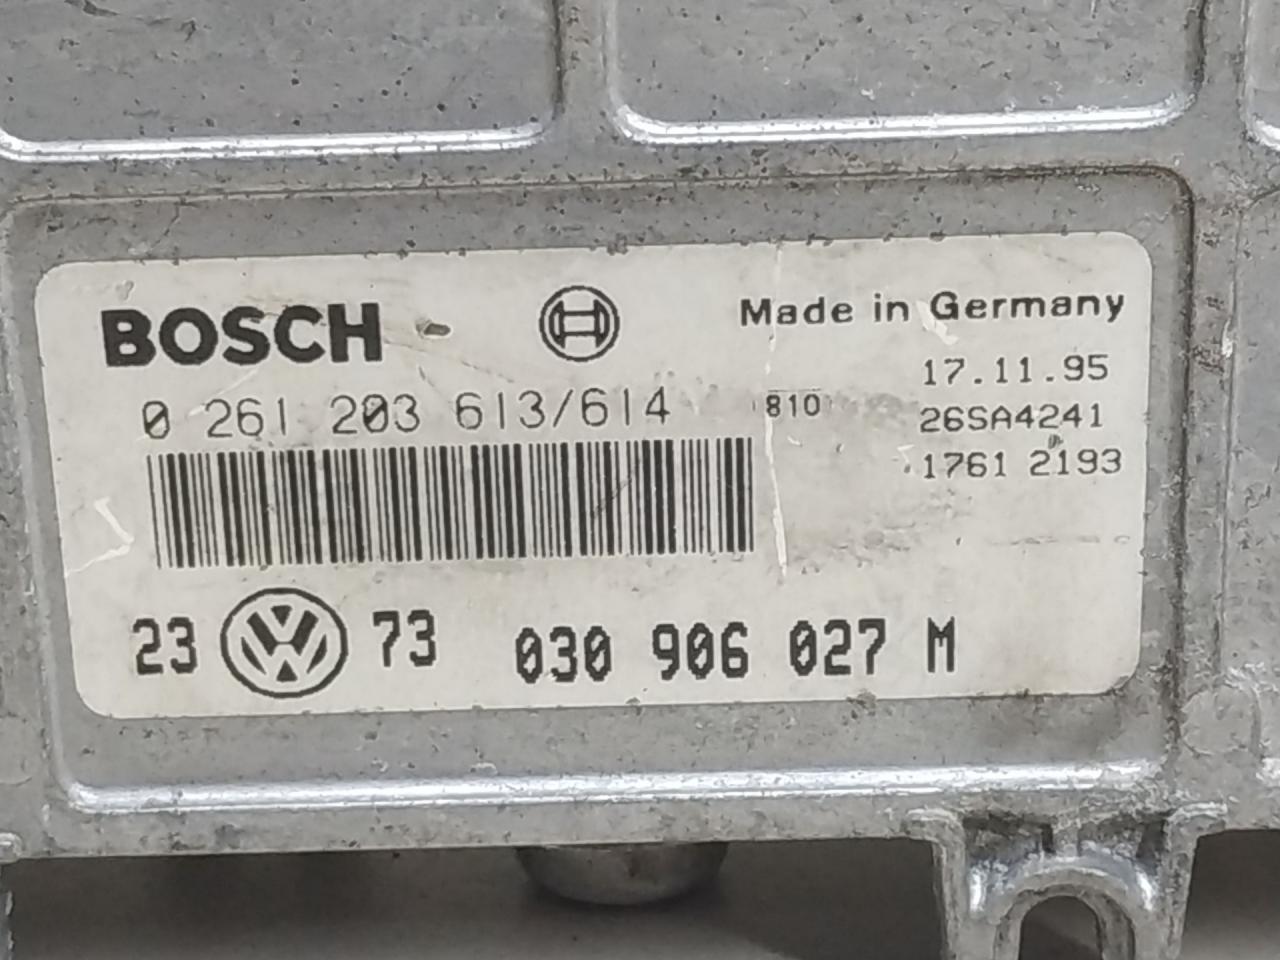 BOSCH
Made in Germany
17.11.95
0 261 203 613/614
810
26SA4241
1761 2193
23 VW 73 030 906 027 M